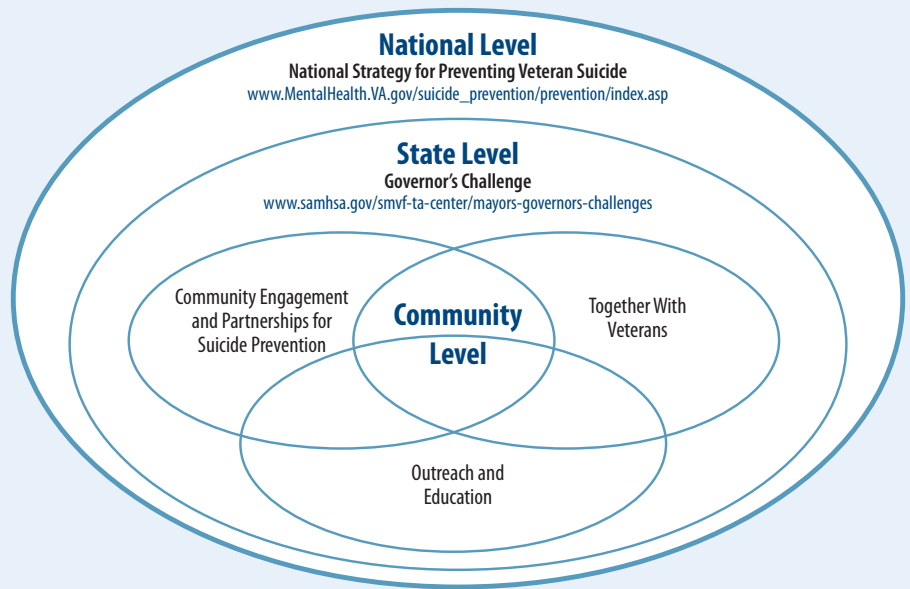 National Level
National Strategy for Preventing Veteran Suicide
www.MentalHealth.VA.gov/suicide_prevention/prevention/index.asp
State Level
Governor’s Challenge
www.samhsa.gov/smvf-ta-center/mayors-governors-challenges
Community Engagement
and Partnerships for
Suicide Prevention
Community
Level
Together With
Veterans
Outreach and
Education